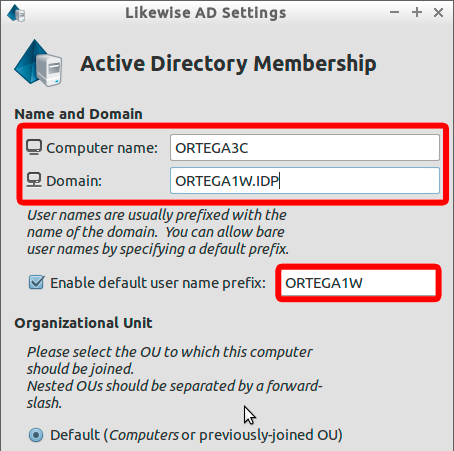 Likewise AD Settings
Active Directory Membership
Name and Domain
Computer name: ORTEGA3C
Domain: ORTEGA1W.IDP
User names are usually prefixed with the
name of the domain.  You can allow bare
user names by specifying a default prefix.
Enable default user name prefix: ORTEGA1W
Organizational Unit
Please select the OU to which this computer
should be joined.
Nested OUs should be separated by a forward-
slash.
Default (Computers or previously-joined OU)